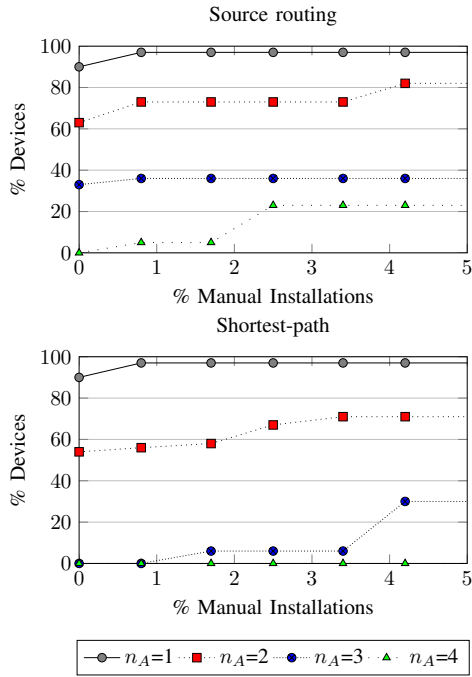 Source routing
100
80
60
40
20
0
0 1 2 3 4 5
% Devices
% Manual Installations
Shortest-path
100
80
60
40
20
0
0 1 2 3 4 5
% Devices
% Manual Installations
n_A=1 n_A=2 n_A=3 n_A=4